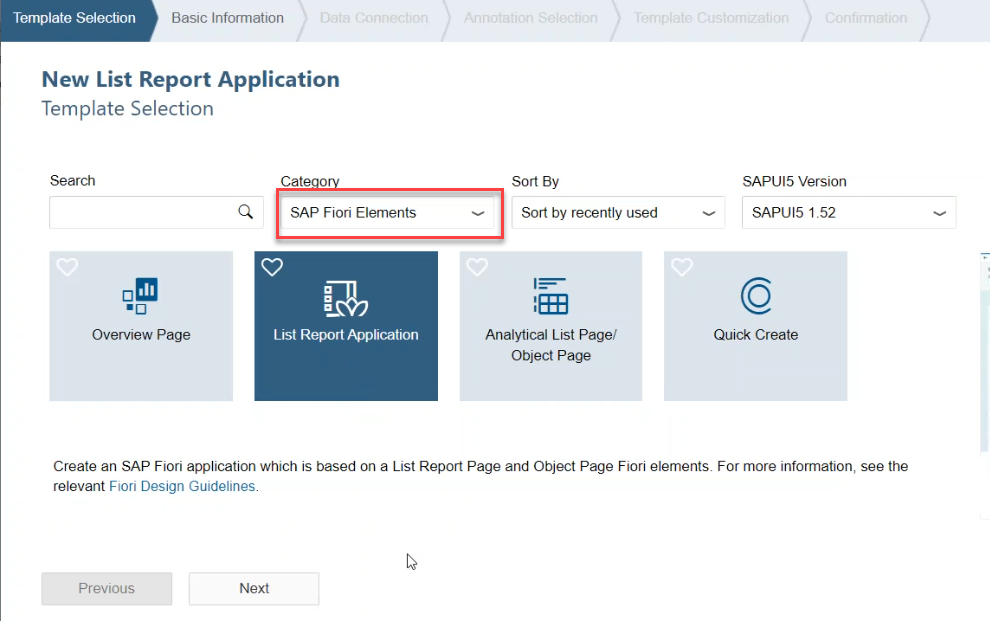 Template Selection
Basic Information
Data Connection
Annotation Selection
Template Customization
Confirmation
New List Report Application
Template Selection
Search
Category
Sort By
SAPUI5 Version
SAP Fiori Elements
Sort by recently used
SAPUI5 1.52
Overview Page
List Report Application
Analytical List Page/
Object Page
Quick Create
Create an SAP Fiori application which is based on a List Report Page and Object Page Fiori elements. For more information, see the
relevant Fiori Design Guidelines.
Previous
Next